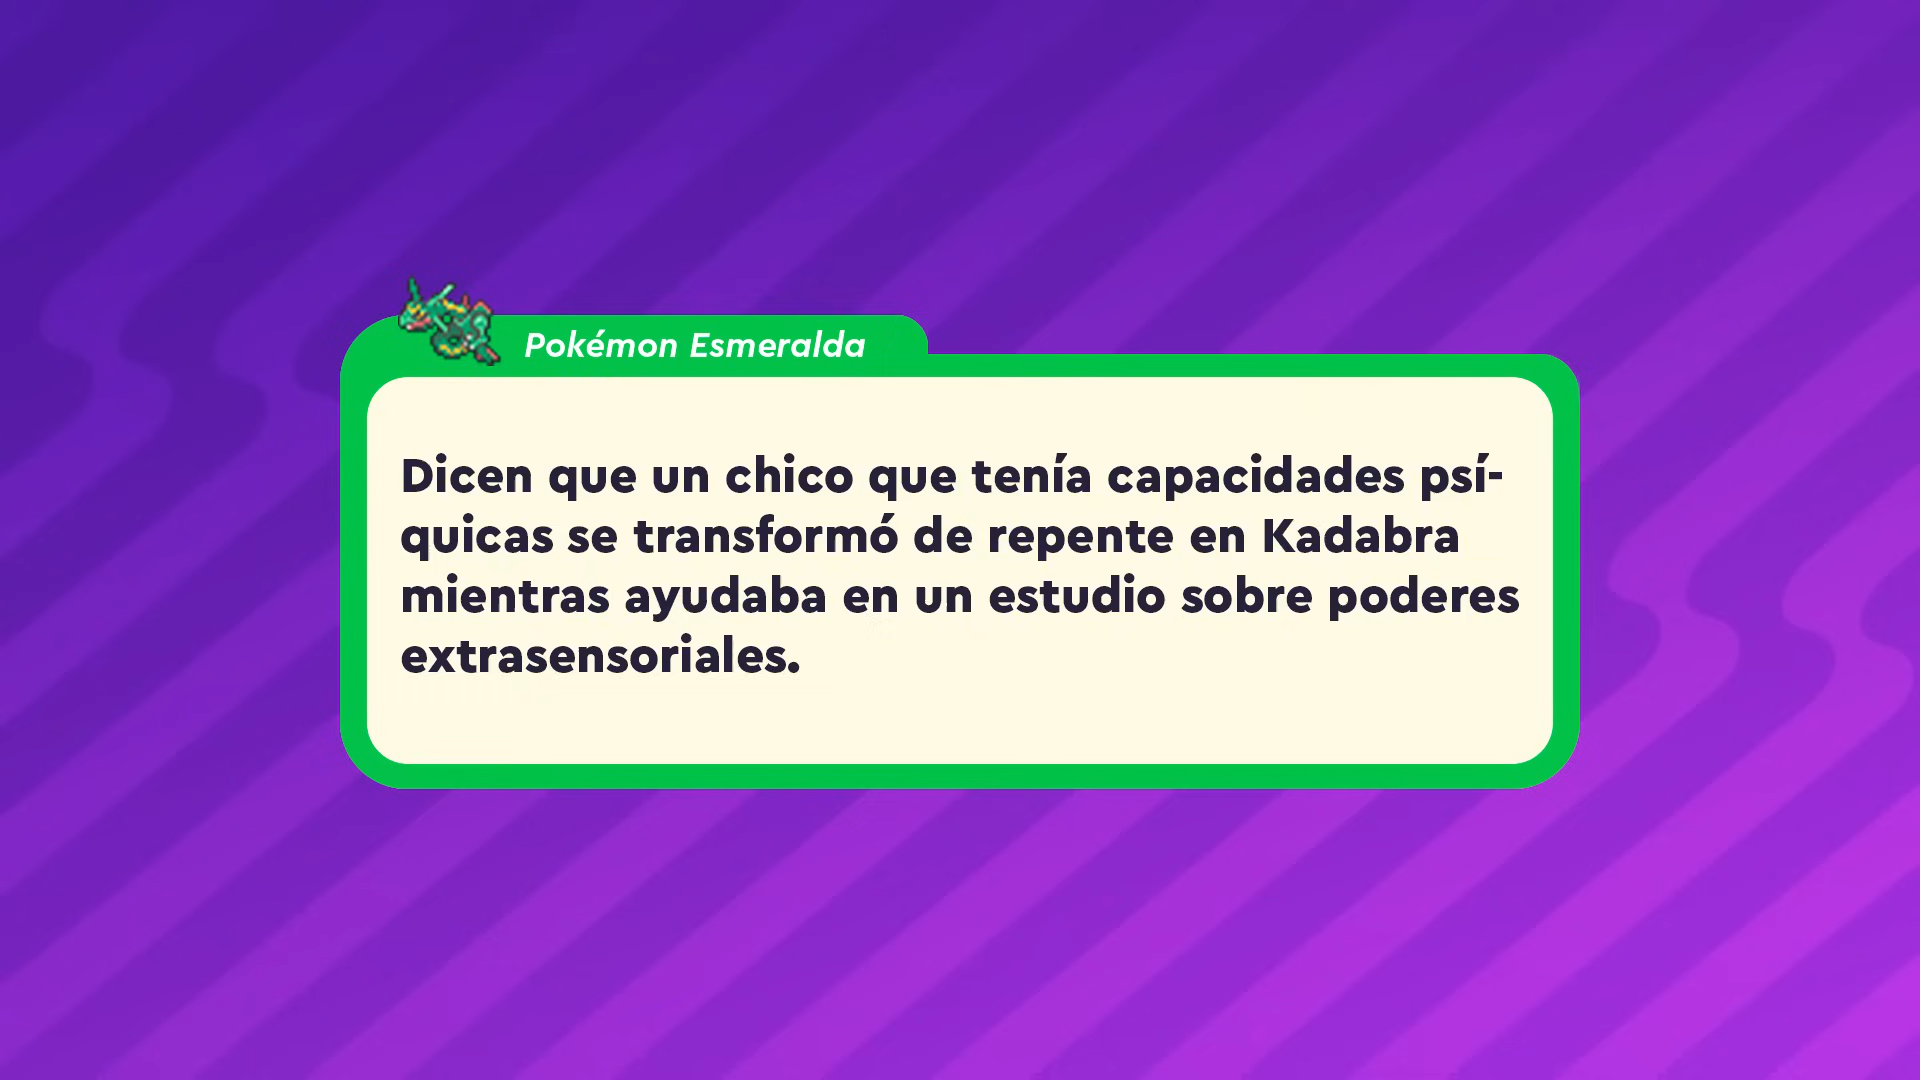 Pokémon Esmeralda
Dicen que un chico que tenía capacidades psí-
quicas se transformó de repente en Kadabra
mientras ayudaba en un estudio sobre poderes
extrasensoriales.